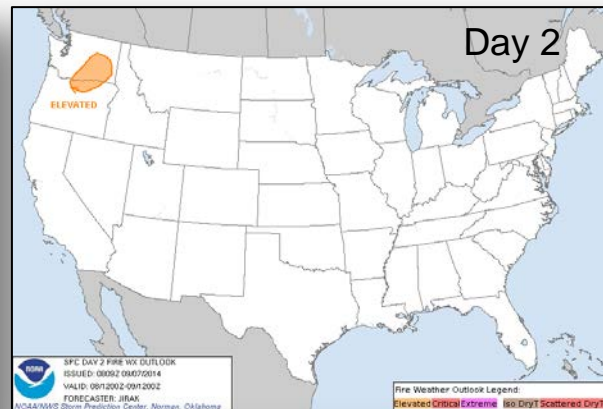 Day 2
ELEVATED
NOAA
SPC DAY 2 FIRE WX OUTLOOK
ISSUED: 0809Z 09/07/2014
VALID: 08/1200Z-09/1200Z
FORECASTER: JIRAK
NOAA/NWS Storm Prediction Center, Norman, Oklahoma
Fire Weather Outlook Legend:
Elevated Critical Extreme Iso DryT Scattered DryT